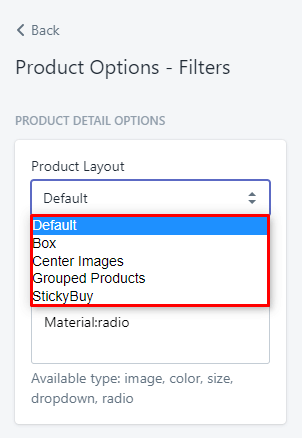 Back
Product Options - Filters
PRODUCT DETAIL OPTIONS
Product Layout
Default
Default
Box
Center Images
Grouped Products
StickyBuy
Material:radio
Available type: image, color, size,
dropdown, radio